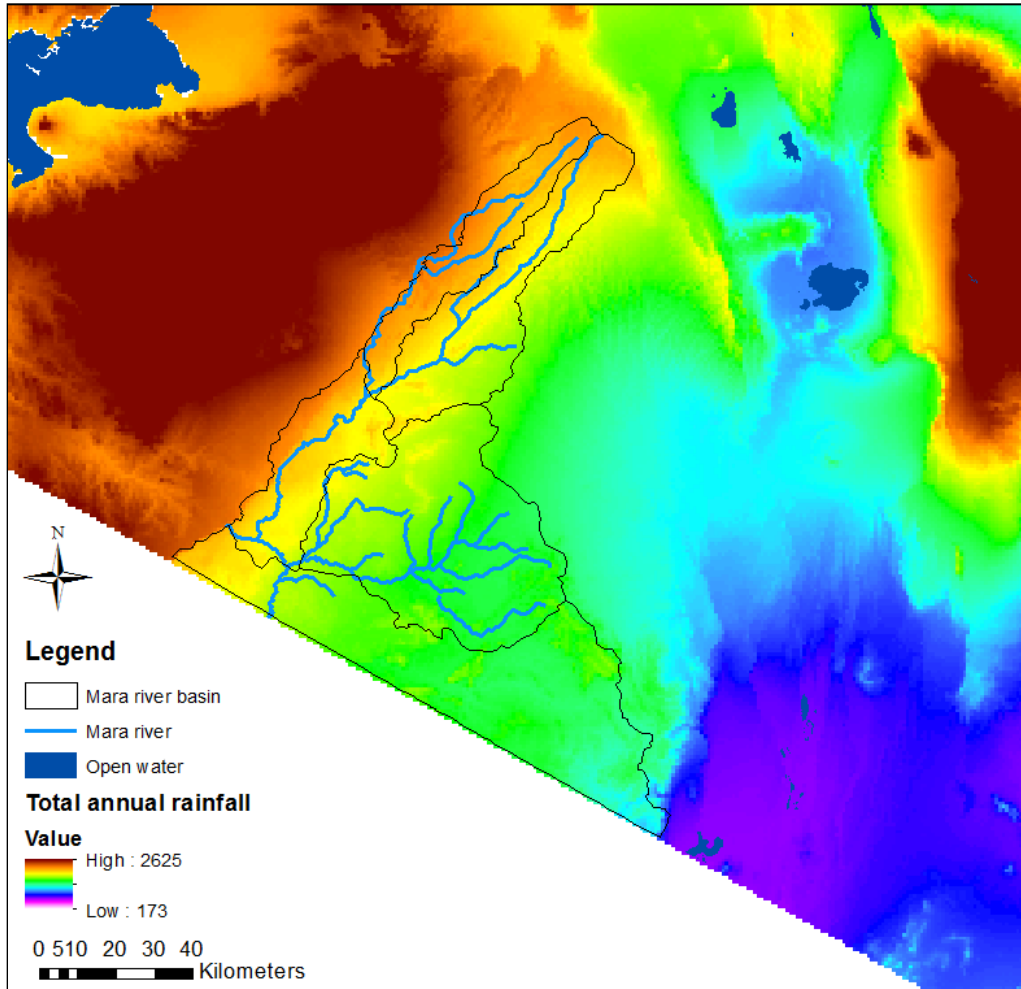 N
Legend
Mara river basin
Mara river
Open water
Total annual rainfall
Value
High : 2625
Low : 173
0 510 20 30 40
Kilometers